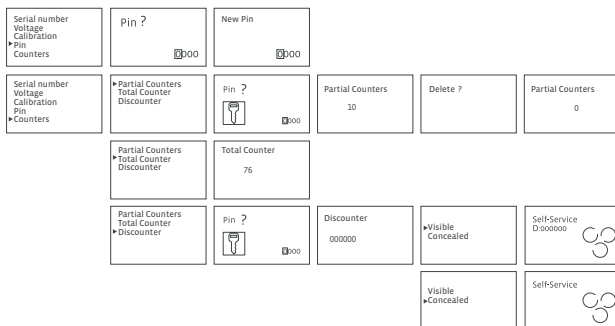 Serial number
Voltage
Calibration
▸Pin
Counters
Pin ?
0000
New Pin
0000
Serial number
Voltage
Calibration
Pin
▸Counters
▸Partial Counters
Total Counter
Discounter
Pin ?
0000
Partial Counters
10
Delete ?
Partial Counters
0
Partial Counters
▸Total Counter
Discounter
Total Counter
76
Partial Counters
Total Counter
▸Discounter
Pin ?
0000
Discounter
000000
▸Visible
Concealed
Self-Service
D:000000
Visible
▸Concealed
Self-Service